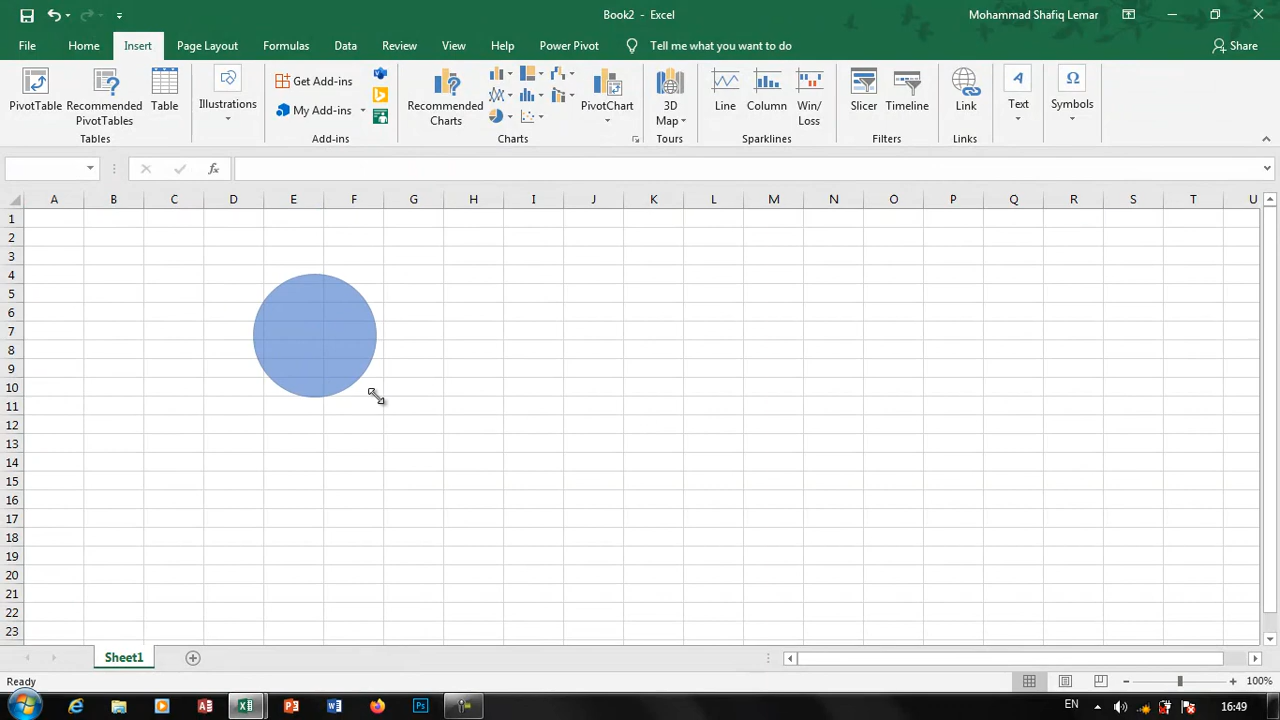 Book2 - Excel
Mohammad Shafiq Lemar
File Home Insert Page Layout Formulas Data Review View Help Power Pivot Tell me what you want to do Share
PivotTable
Recommended PivotTables
Table
Tables
Illustrations
Get Add-ins
My Add-ins
Add-ins
Recommended Charts
PivotChart
Charts
3D Map
Tours
Line
Column
Win/Loss
Sparklines
Slicer
Timeline
Filters
Link
Links
Text
Symbols
fx
A B C D E F G H I J K L M N O P Q R S T U
1
2
3
4
5
6
7
8
9
10
11
12
13
14
15
16
17
18
19
20
21
22
23
Sheet1
Ready
100%
EN
16:49